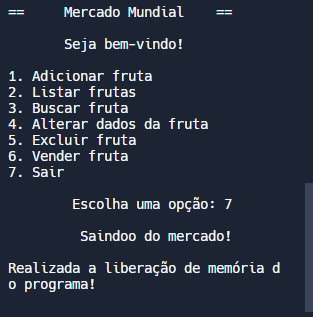 ==     Mercado Mundial    ==
Seja bem-vindo!
1. Adicionar fruta
2. Listar frutas
3. Buscar fruta
4. Alterar dados da fruta
5. Excluir fruta
6. Vender fruta
7. Sair
Escolha uma opção: 7
Saindoo do mercado!
Realizada a liberação de memória d
o programa!